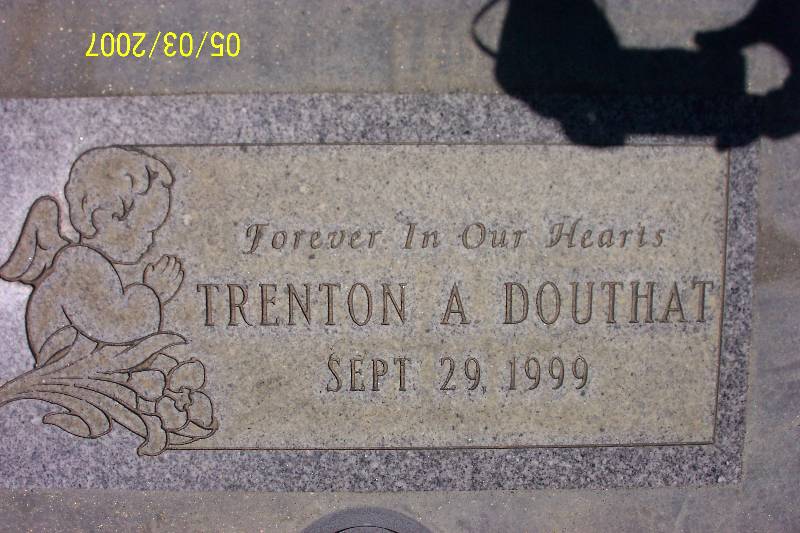 05/03/2007
Forever In Our Hearts
TRENTON A DOUTHAT
SEPT 29, 1999